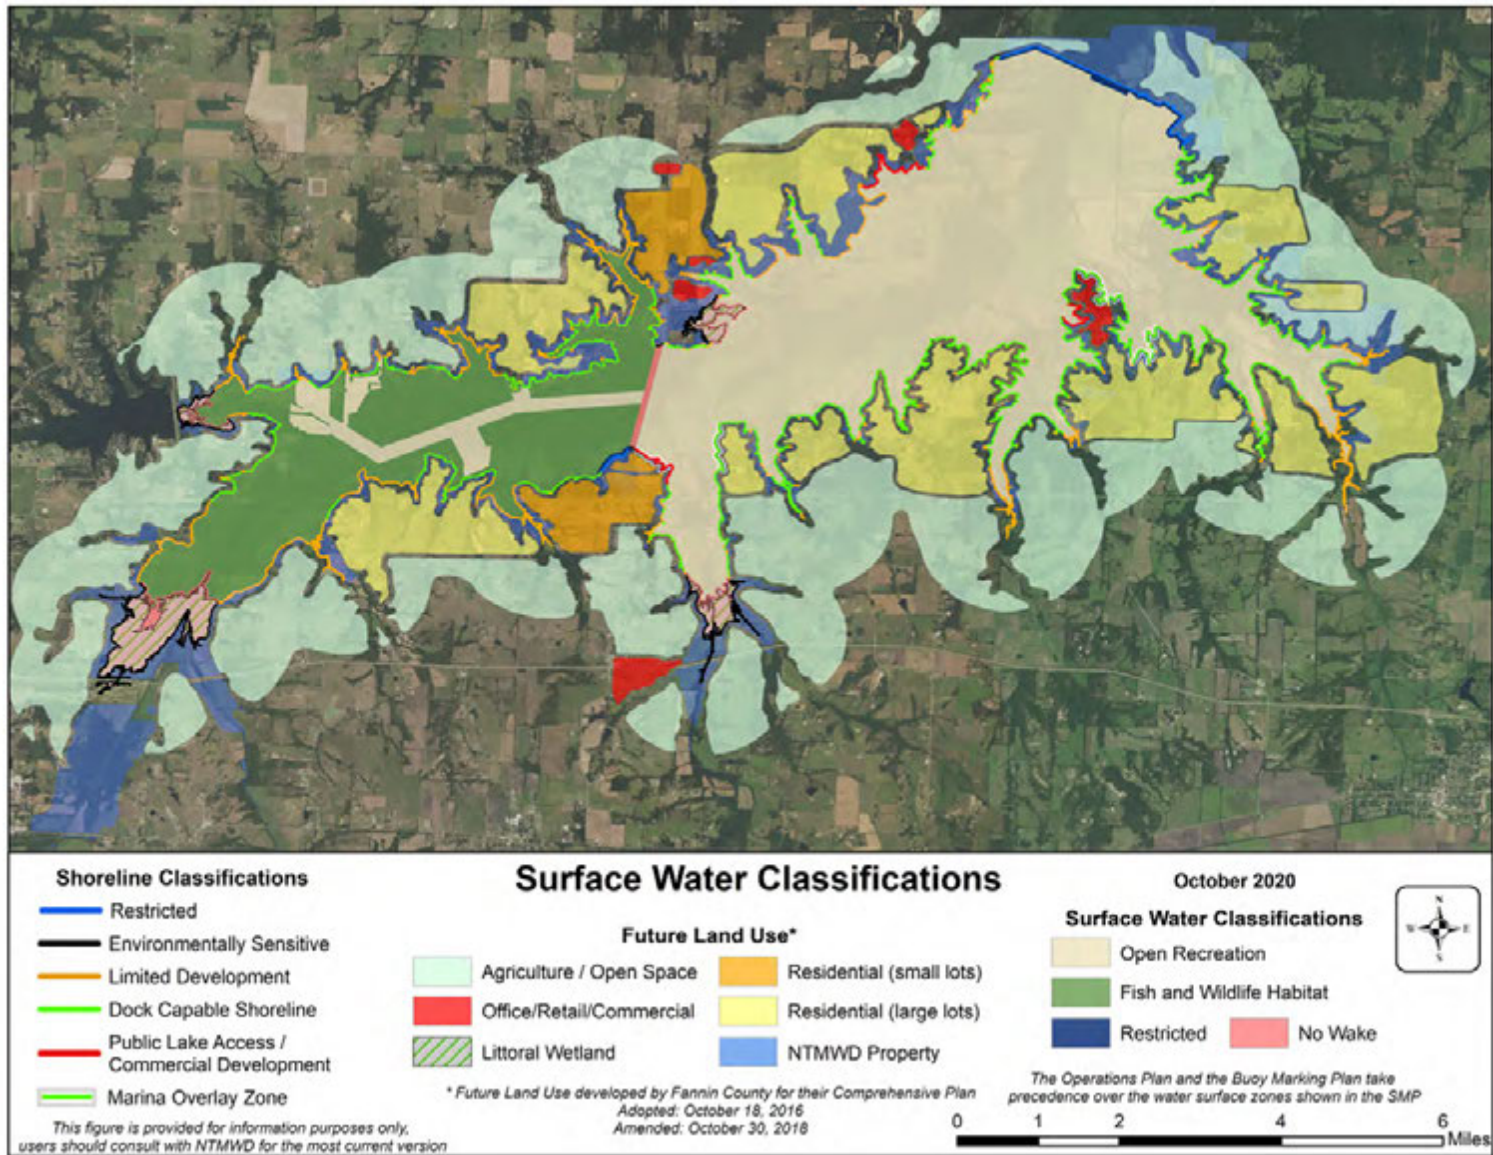 Shoreline Classifications
Restricted
Environmentally Sensitive
Limited Development
Dock Capable Shoreline
Public Lake Access /
Commercial Development
Marina Overlay Zone
This figure is provided for information purposes only,
users should consult with NTMWD for the most current version
Surface Water Classifications
Future Land Use*
Agriculture / Open Space
Office/Retail/Commercial
Littoral Wetland
Residential (small lots)
Residential (large lots)
NTMWD Property
* Future Land Use developed by Fannin County for their Comprehensive Plan
Adopted: October 18, 2016
Amended: October 30, 2018
October 2020
Surface Water Classifications
Open Recreation
Fish and Wildlife Habitat
Restricted
No Wake
N
W E
S
The Operations Plan and the Buoy Marking Plan take
precedence over the water surface zones shown in the SMP
0 1 2 4 6
Miles